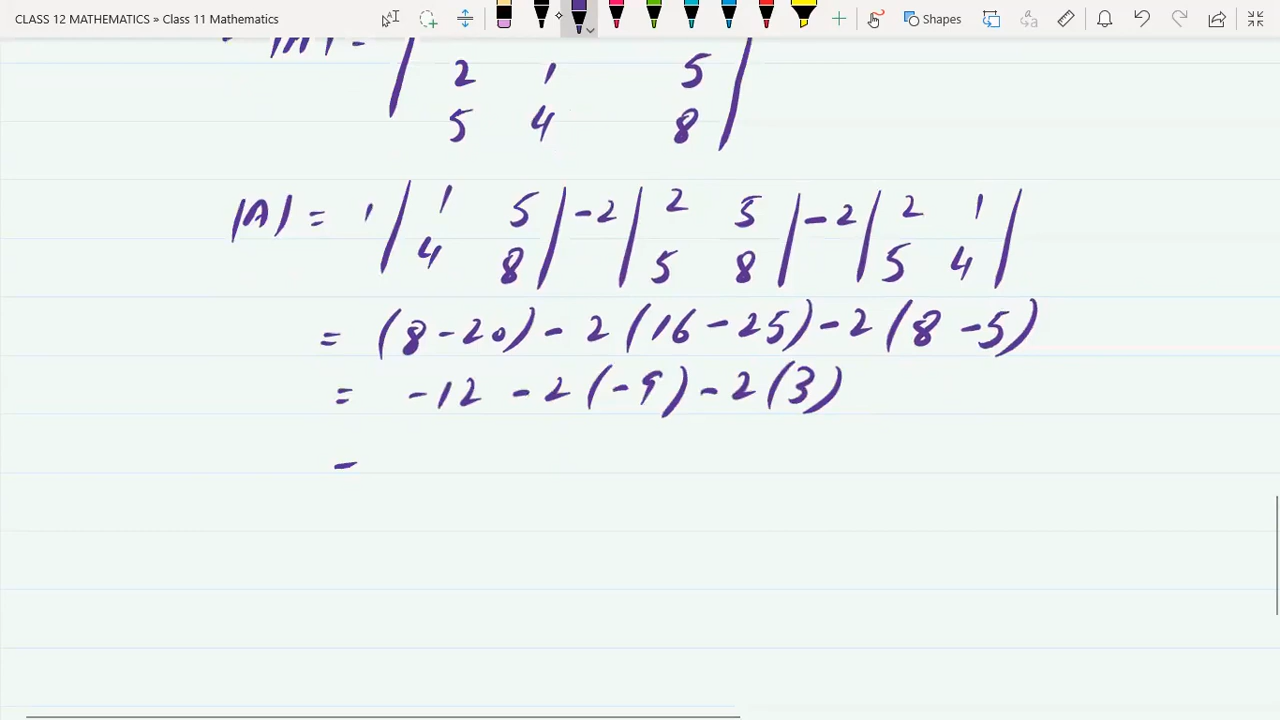 CLASS 12 MATHEMATICS » Class 11 Mathematics
Shapes
|A| =
2 1 5
5 4 8
|A| = 1 | 1 5 | -2 | 2 5 | -2 | 2 1 |
4 8 5 8 5 4
= (8-20) - 2(16-25) - 2(8-5)
= -12 -2(-9) - 2(3)
-